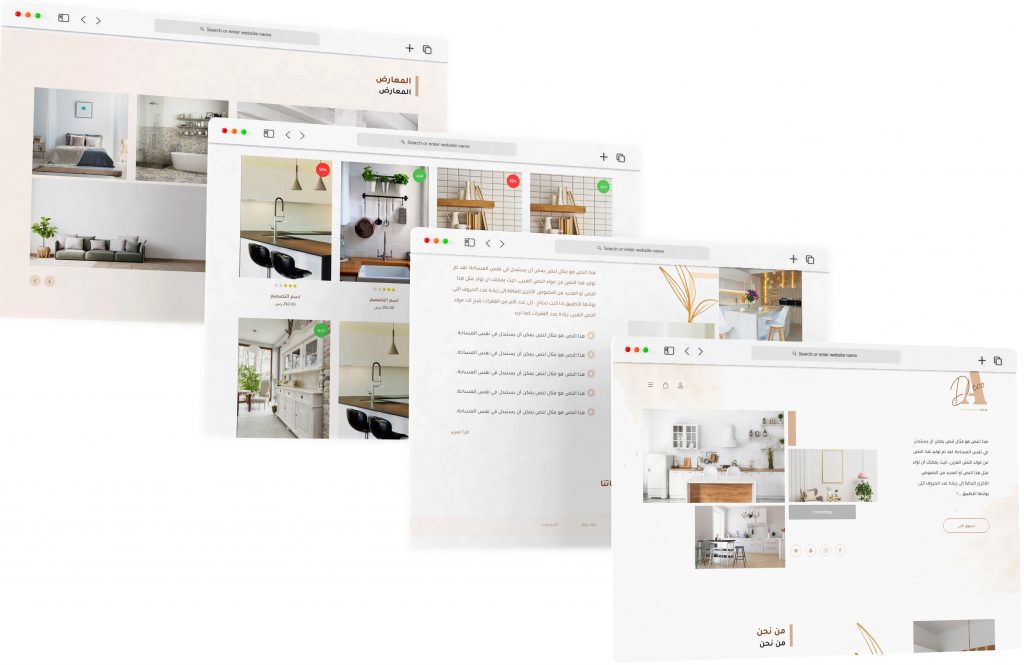 Search or enter website name
المعارض
المعارض
Search or enter website name
30%
جديد
30%
جديد
اسم التصميم
250.00 ر.س
اسم التصميم
250.00 ر.س
جديد
Search or enter website name
هذا النص هو مثال لنص يمكن أن يستبدل في نفس المساحة، لقد تم
توليد هذا النص من مولد النص العربى، حيث يمكنك أن تولد مثل هذا
النص أو العديد من النصوص الأخرى إضافة إلى زيادة عدد الحروف التى
يولدها التطبيق إذا كنت تحتاج إلى عدد أكبر من الفقرات يتيح لك مولد
النص العربى زيادة عدد الفقرات كما تريد
هذا النص هو مثال لنص يمكن أن يستبدل في نفس المساحة.
هذا النص هو مثال لنص يمكن أن يستبدل في نفس المساحة.
هذا النص هو مثال لنص يمكن أن يستبدل في نفس المساحة.
هذا النص هو مثال لنص يمكن أن يستبدل في نفس المساحة.
هذا النص هو مثال لنص يمكن أن يستبدل في نفس المساحة.
اقرأ المزيد
Search or enter website name
هذا النص هو مثال لنص يمكن أن يستبدل
في نفس المساحة، لقد تم توليد هذا النص
من مولد النص العربى، حيث يمكنك أن تولد
مثل هذا النص أو العديد من النصوص
الأخرى إضافة إلى زيادة عدد الحروف التى
يولدها التطبيق . !
Everything
تسوق الآن
من نحن
من نحن